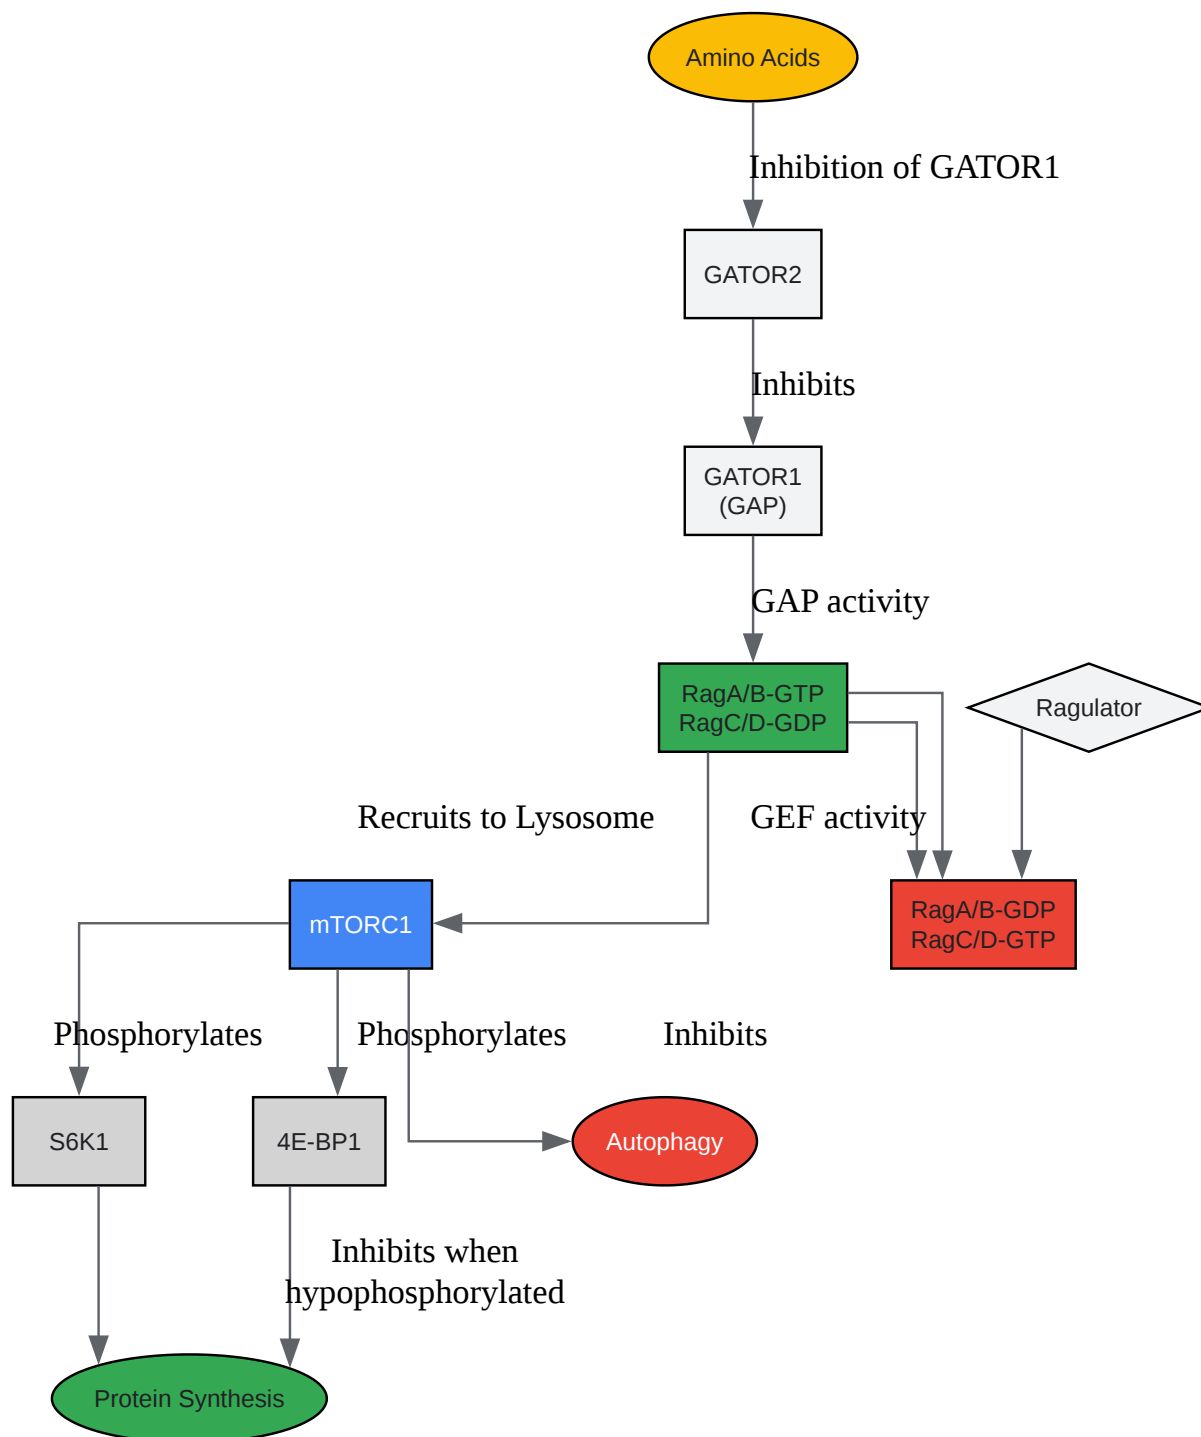 Amino Acids
Inhibition of GATOR1
GATOR2
Inhibits
GATOR1
(GAP)
GAP activity
RagA/B-GTP
RagC/D-GDP
Ragulator
Recruits to Lysosome
GEF activity
mTORC1
RagA/B-GDP
RagC/D-GTP
Phosphorylates
Phosphorylates
Inhibits
S6K1
4E-BP1
Autophagy
Inhibits when
hypophosphorylated
Protein Synthesis